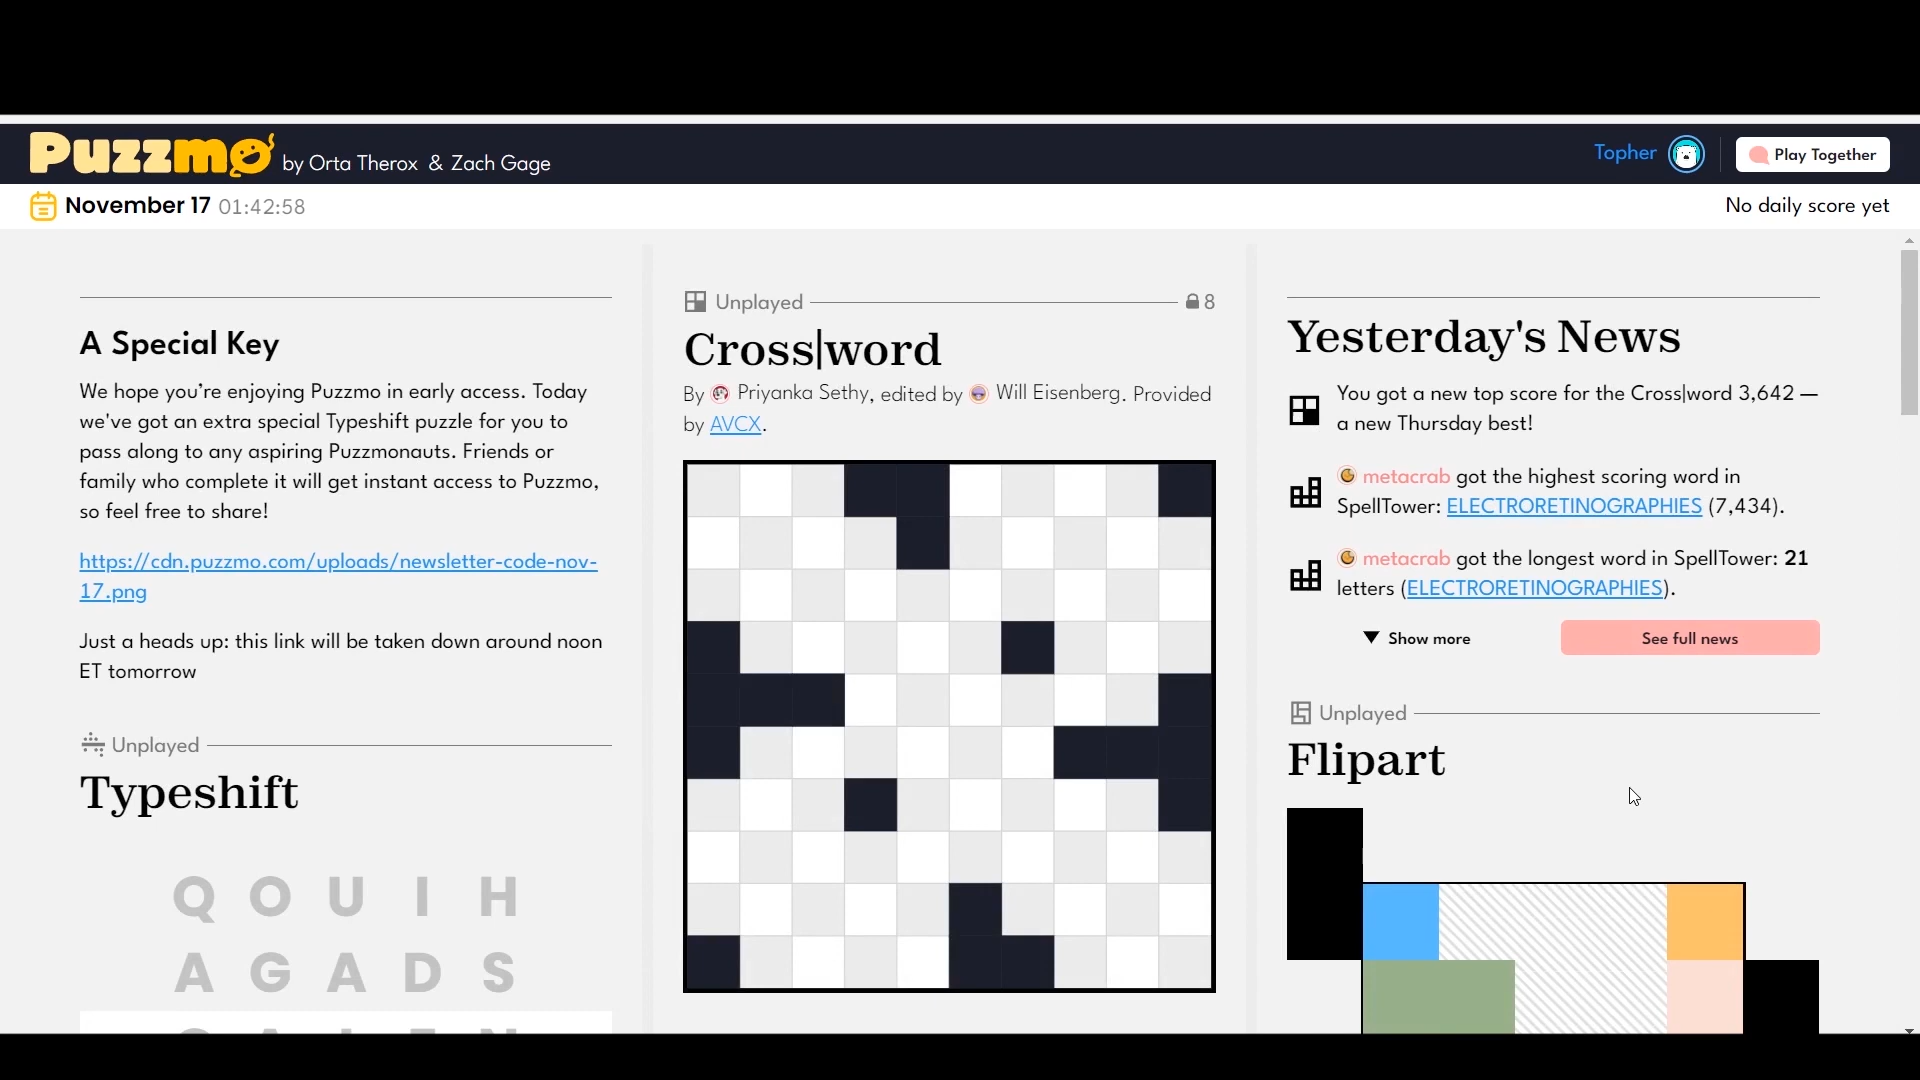 Puzzmo by Orta Therox & Zach Gage
Topher
Play Together
November 17 01:42:58
No daily score yet
A Special Key
We hope you’re enjoying Puzzmo in early access. Today
we've got an extra special Typeshift puzzle for you to
pass along to any aspiring Puzzmonauts. Friends or
family who complete it will get instant access to Puzzmo,
so feel free to share!
https://cdn.puzzmo.com/uploads/newsletter-code-nov-
17.png
Just a heads up: this link will be taken down around noon
ET tomorrow
Unplayed
Typeshift
Q O U I H
A G A D S
Unplayed
8
Cross|word
By Priyanka Sethy, edited by Will Eisenberg. Provided
by AVCX.
Yesterday's News
You got a new top score for the Cross|word 3,642 —
a new Thursday best!
metacrab got the highest scoring word in
SpellTower: ELECTRORETINOGRAPHIES (7,434).
metacrab got the longest word in SpellTower: 21
letters (ELECTRORETINOGRAPHIES).
Show more
See full news
Unplayed
Flipart